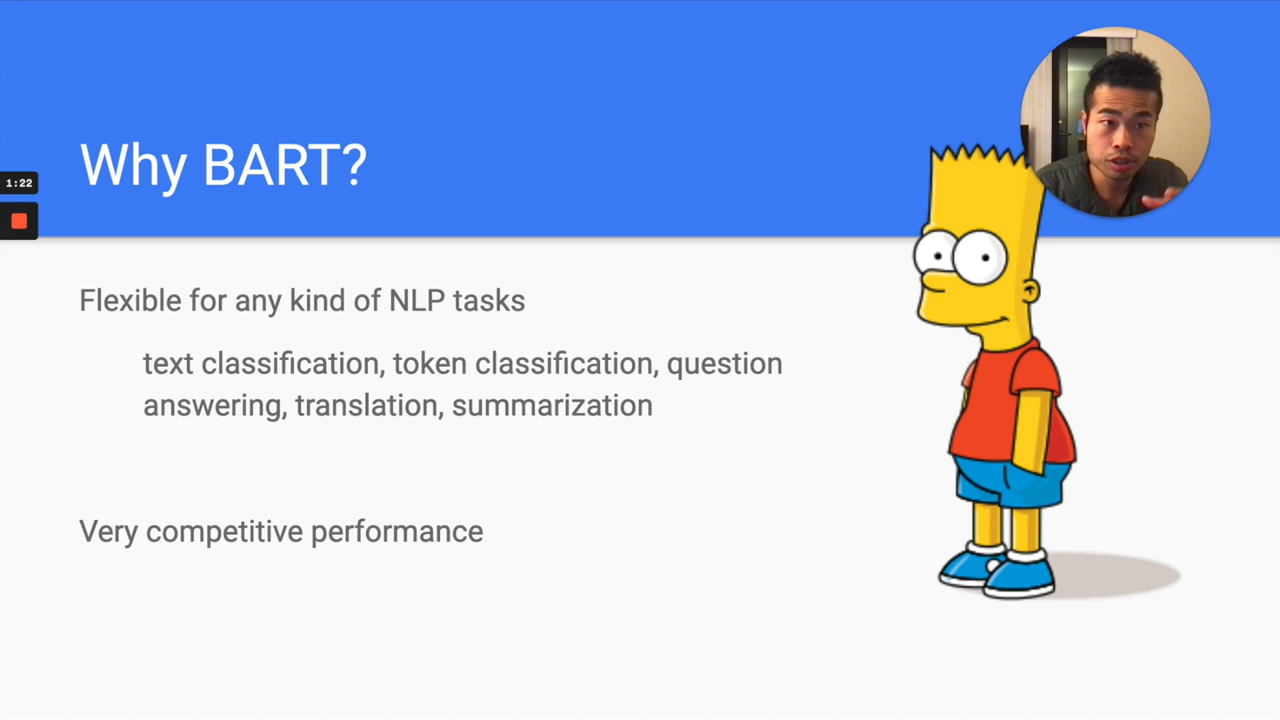 Why BART?
1:22
Flexible for any kind of NLP tasks
text classification, token classification, question
answering, translation, summarization
Very competitive performance